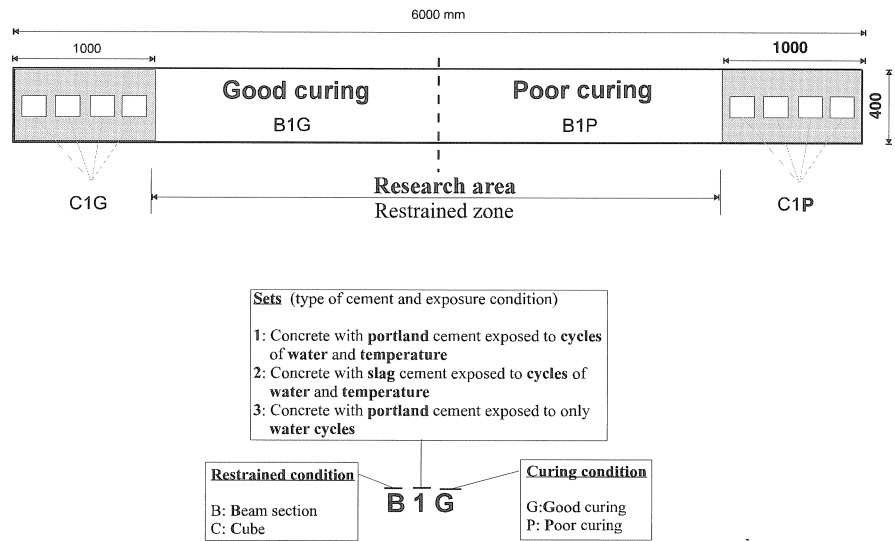 6000 mm
1000
1000
Good curing
Poor curing
400
B1G
B1P
Research area
Restrained zone
C1G
C1P
Sets (type of cement and exposure condition)
1: Concrete with portland cement exposed to cycles
of water and temperature
2: Concrete with slag cement exposed to cycles of
water and temperature
3: Concrete with portland cement exposed to only
water cycles
Restrained condition
B: Beam section
C: Cube
B 1 G
Curing condition
G:Good curing
P: Poor curing